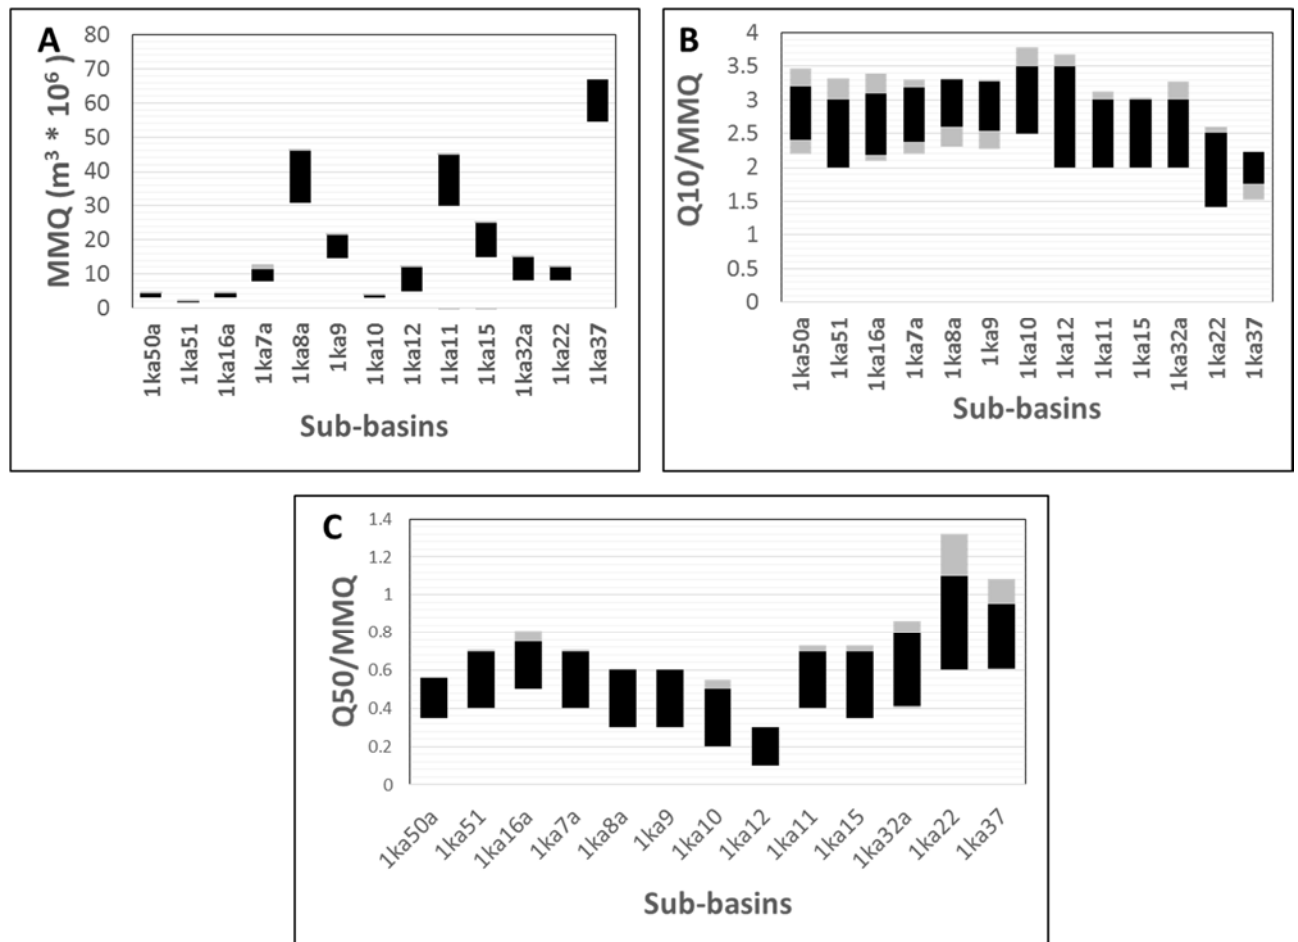 A
MMQ (m³ * 10⁶ )
80
70
60
50
40
30
20
10
0
1ka50a
1ka51
1ka16a
1ka7a
1ka8a
1ka9
1ka10
1ka12
1ka11
1ka15
1ka32a
1ka22
1ka37
Sub-basins
B
Q10/MMQ
4
3.5
3
2.5
2
1.5
1
0.5
0
1ka50a
1ka51
1ka16a
1ka7a
1ka8a
1ka9
1ka10
1ka12
1ka11
1ka15
1ka32a
1ka22
1ka37
Sub-basins
C
Q50/MMQ
1.4
1.2
1
0.8
0.6
0.4
0.2
0
1ka50a
1ka51
1ka16a
1ka7a
1ka8a
1ka9
1ka10
1ka12
1ka11
1ka15
1ka32a
1ka22
1ka37
Sub-basins